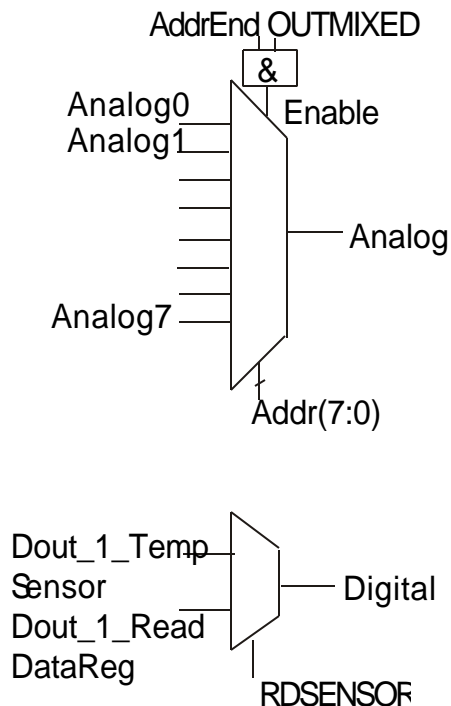 AddrEnd OUTMIXED
&
Enable
Analog0
Analog1
Analog
Analog7
Addr(7:0)
Dout_1_Temp
Sensor
Digital
Dout_1_Read
DataReg
RDSENSOR